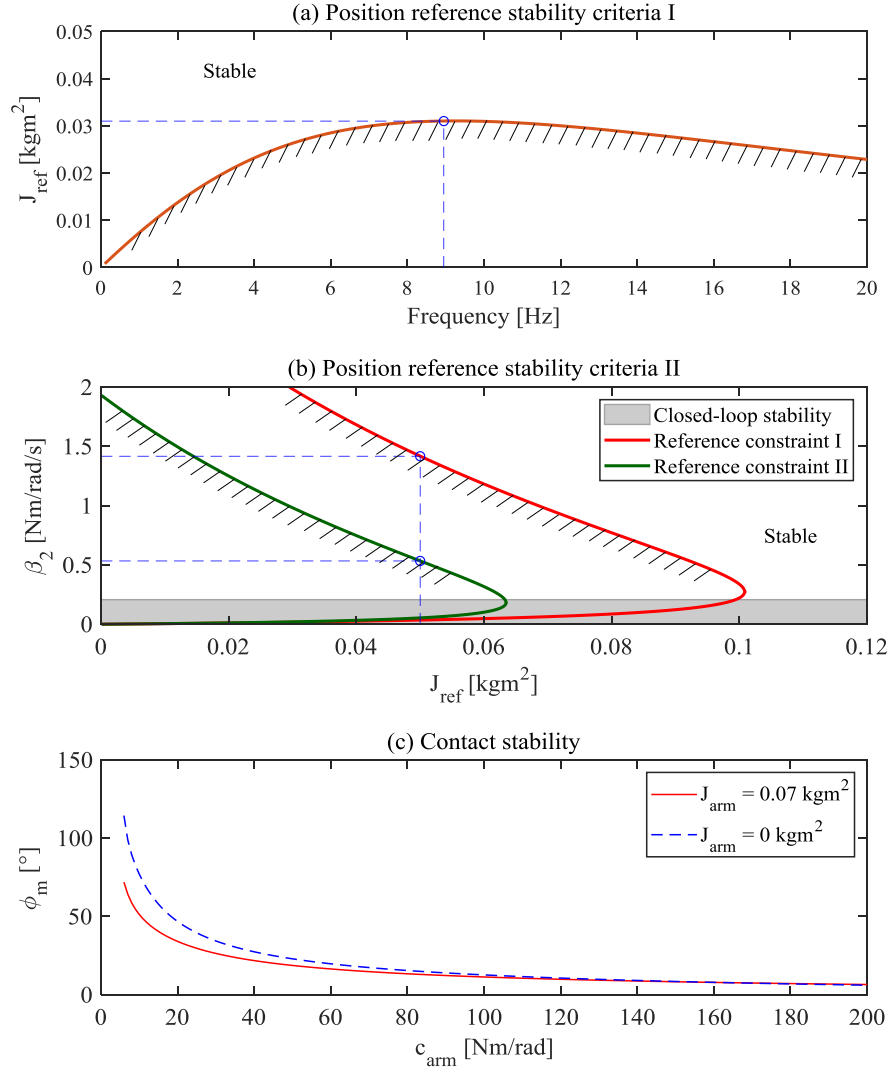 (a) Position reference stability criteria I
0.05
0.04
0.03
0.02
0.01
0
J_ref [kgm^2]
Stable
0 2 4 6 8 10 12 14 16 18 20
Frequency [Hz]
(b) Position reference stability criteria II
2
1.5
1
0.5
0
β_2 [Nm/rad/s]
Closed-loop stability
Reference constraint I
Reference constraint II
Stable
0 0.02 0.04 0.06 0.08 0.1 0.12
J_ref [kgm^2]
(c) Contact stability
150
100
50
0
ϕ_m [°]
J_arm = 0.07 kgm^2
J_arm = 0 kgm^2
0 20 40 60 80 100 120 140 160 180 200
c_arm [Nm/rad]